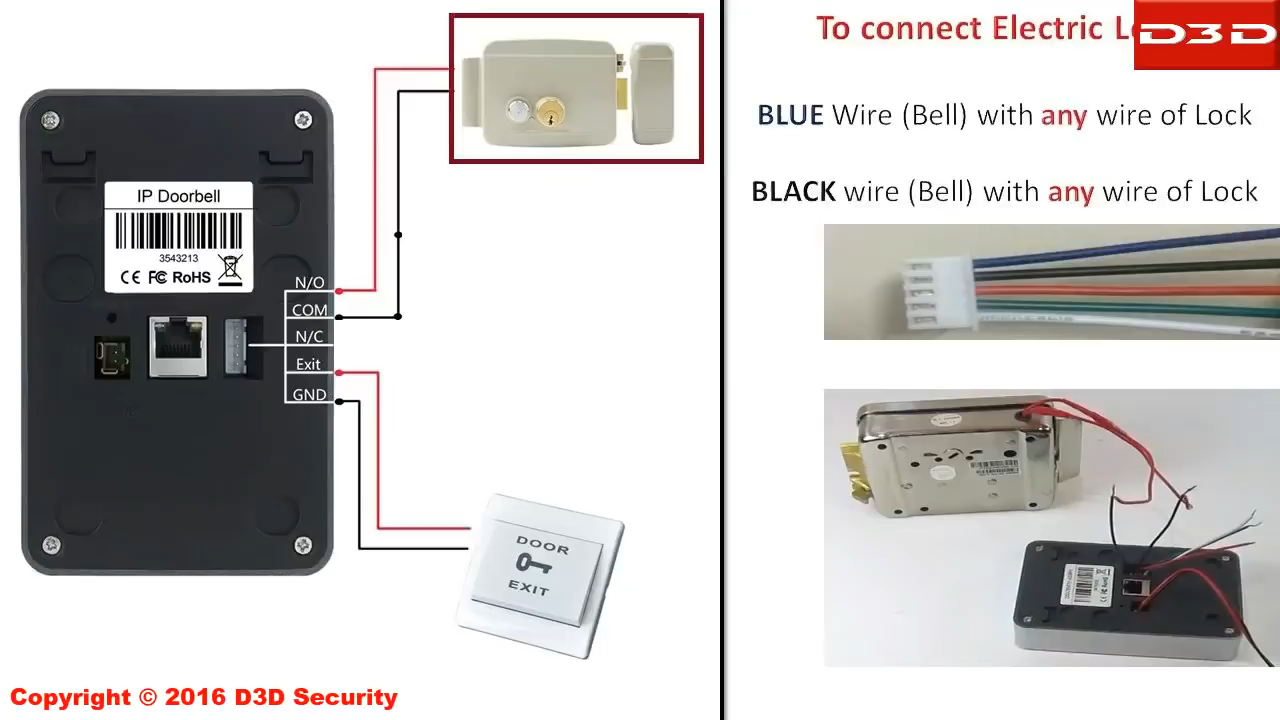 To connect Electric
D3D
BLUE Wire (Bell) with any wire of Lock
BLACK wire (Bell) with any wire of Lock
IP Doorbell
3543213
CE FC RoHS
N/O
COM
N/C
Exit
GND
DOOR
EXIT
Copyright © 2016 D3D Security